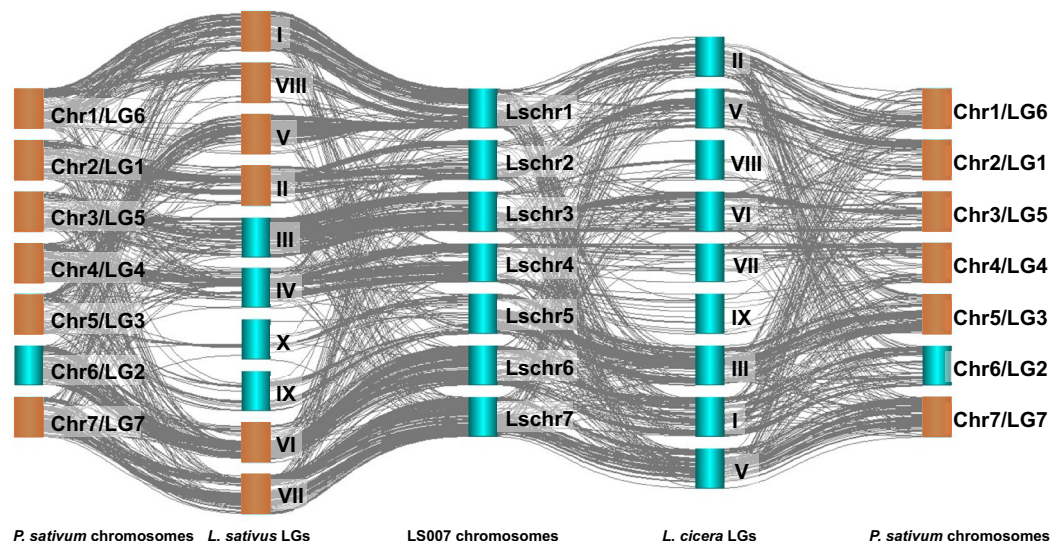 I
II
VIII
Chr1/LG6
Lschr1
V
Chr1/LG6
V
Chr2/LG1
Lschr2
VIII
Chr2/LG1
II
Chr3/LG5
Lschr3
VI
Chr3/LG5
III
Chr4/LG4
Lschr4
VII
Chr4/LG4
IV
Chr5/LG3
Lschr5
IX
Chr5/LG3
X
Chr6/LG2
Lschr6
III
Chr6/LG2
IX
Chr7/LG7
Lschr7
I
Chr7/LG7
VI
V
VII
P. sativum chromosomes
L. sativus LGs
LS007 chromosomes
L. cicera LGs
P. sativum chromosomes